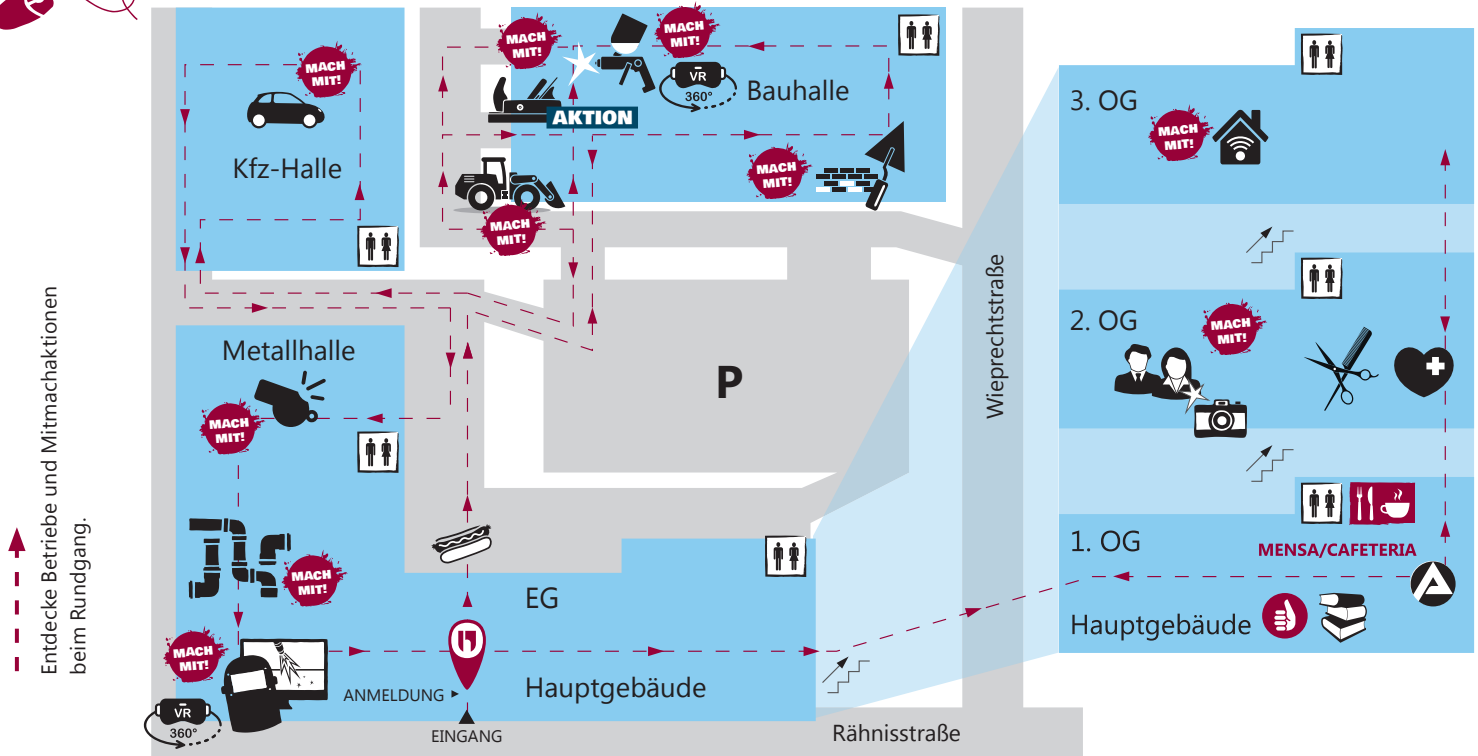 MACH
MIT!
Kfz-Halle
MACH
MIT!
MACH
MIT!
VR
360°
Bauhalle
AKTION
MACH
MIT!
MACH
MIT!
Metallhalle
MACH
MIT!
MACH
MIT!
MACH
MIT!
VR
360°
P
EG
Hauptgebäude
ANMELDUNG
EINGANG
Rähnisstraße
Wieprechtstraße
3. OG
MACH
MIT!
2. OG
MACH
MIT!
1. OG
MENSA/CAFETERIA
Hauptgebäude
Entdecke Betriebe und Mitmachaktionen
beim Rundgang.